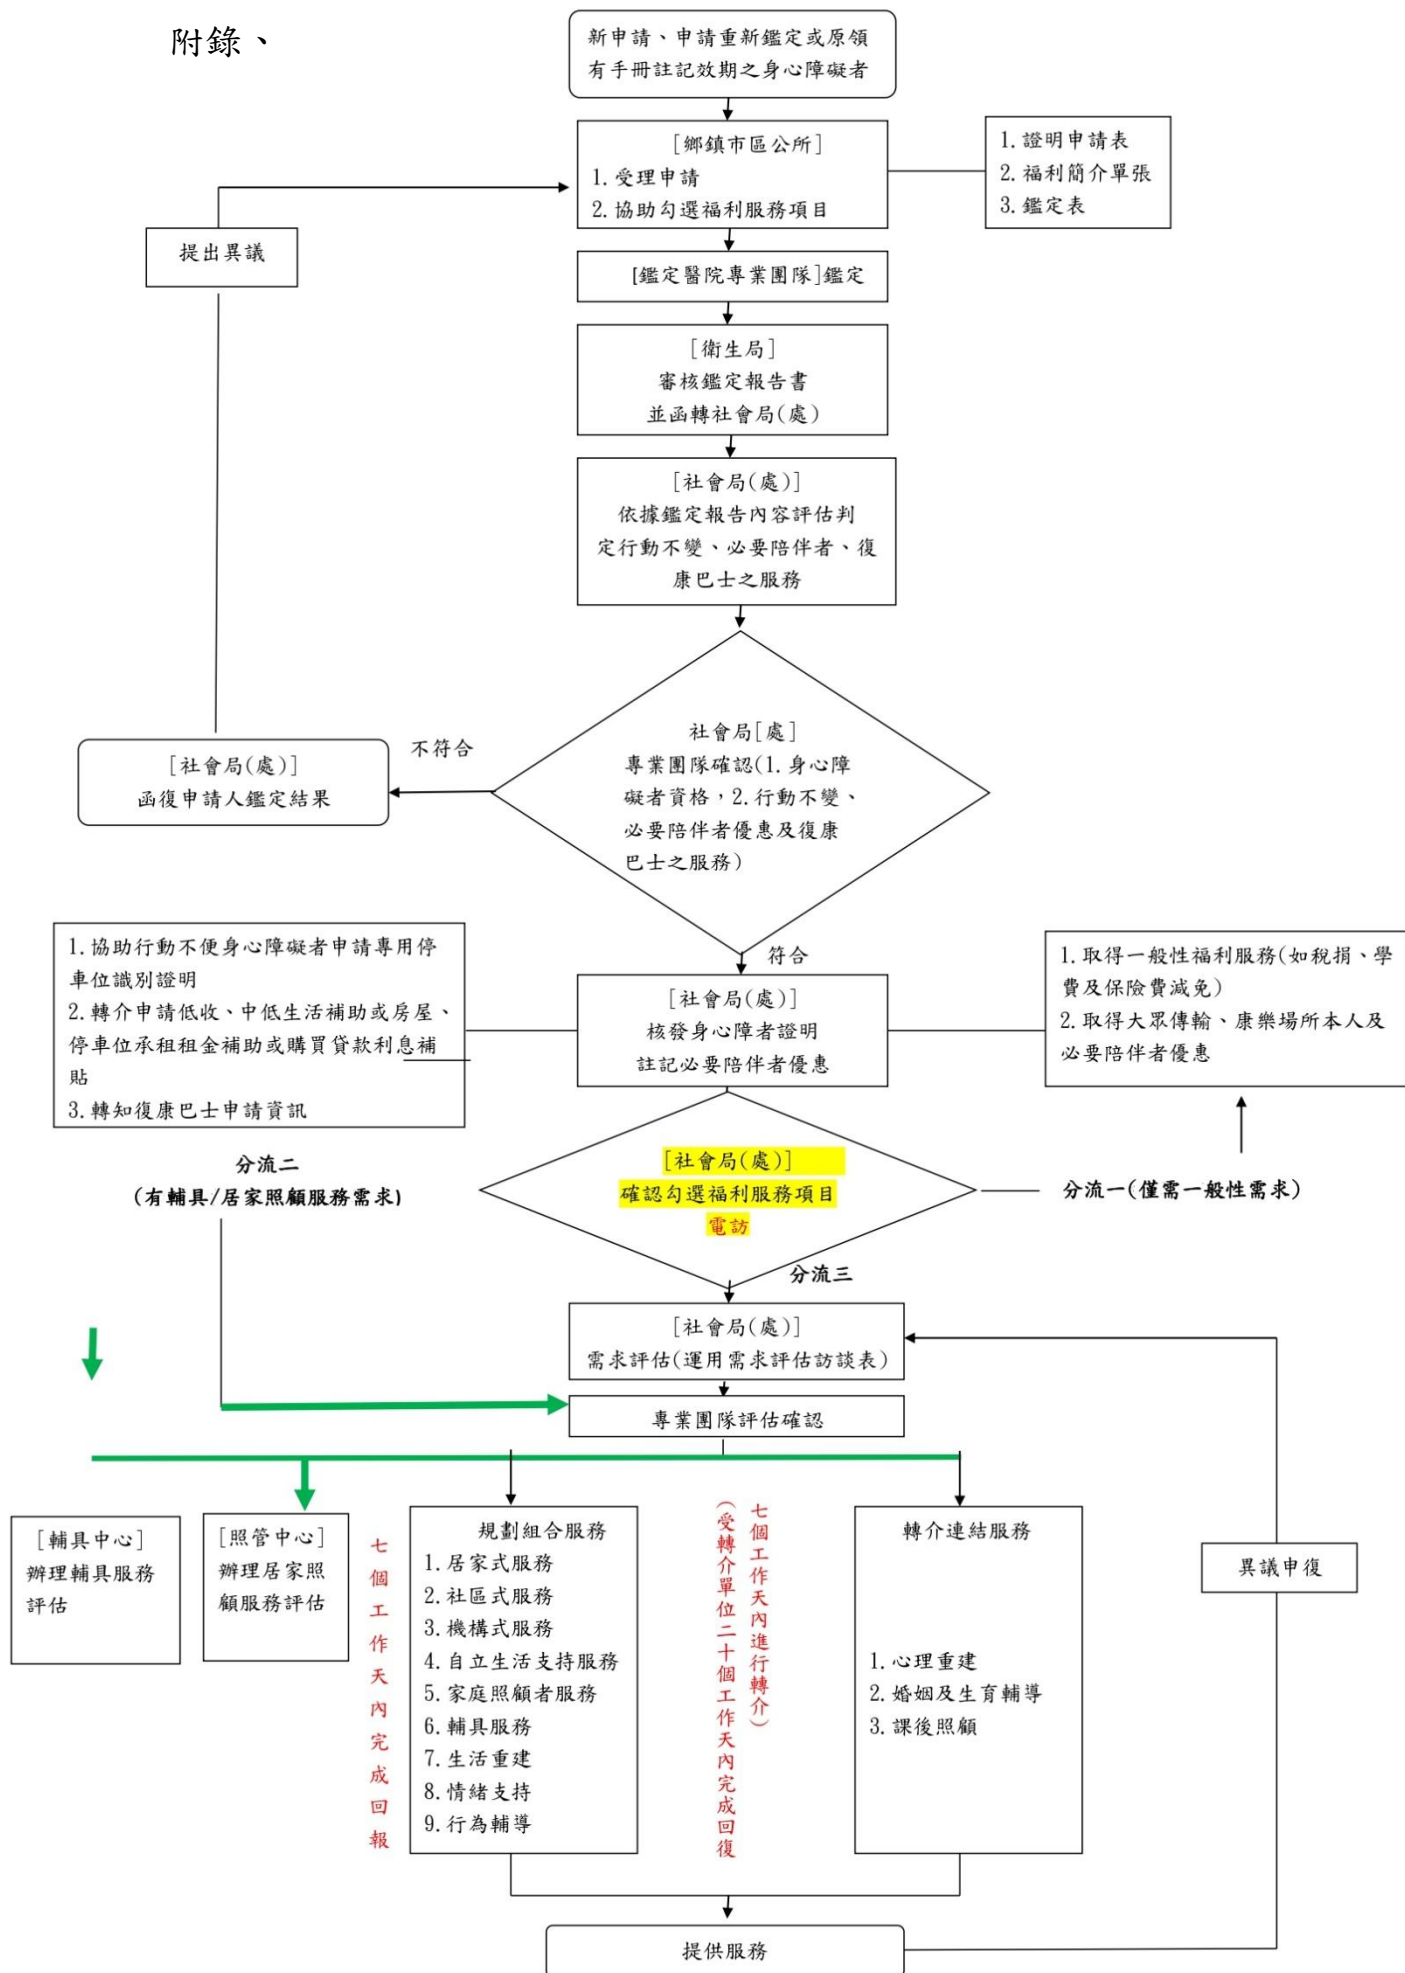 附錄、
新申請、申請重新鑑定或原領
有手冊註記效期之身心障礙者
[鄉鎮市區公所]
1.受理申請
2.協助勾選福利服務項目
1.證明申請表
2.福利簡介單張
3.鑑定表
提出異議
[鑑定醫院專業團隊]鑑定
[衛生局]
審核鑑定報告書
並函轉社會局(處)
[社會局(處)]
依據鑑定報告內容評估判
定行動不變、必要陪伴者、復
康巴士之服務
社會局[處]
專業團隊確認(1.身心障
礙者資格，2.行動不變、
必要陪伴者優惠及復康
巴士之服務)
不符合
[社會局(處)]
函復申請人鑑定結果
符合
1.協助行動不便身心障礙者申請專用停
車位識別證明
2.轉介申請低收、中低生活補助或房屋、
停車位承租租金補助或購買貸款利息補
貼
3.轉知復康巴士申請資訊
[社會局(處)]
核發身心障者證明
註記必要陪伴者優惠
1.取得一般性福利服務(如稅捐、學
費及保險費減免)
2.取得大眾傳輸、康樂場所本人及
必要陪伴者優惠
分流二
(有輔具/居家照顧服務需求)
[社會局(處)]
確認勾選福利服務項目
電訪
分流一(僅需一般性需求)
分流三
[社會局(處)]
需求評估(運用需求評估訪談表)
專業團隊評估確認
[輔具中心]
辦理輔具服務
評估
[照管中心]
辦理居家照
顧服務評估
七個工作天內完成回報
規劃組合服務
1.居家式服務
2.社區式服務
3.機構式服務
4.自立生活支持服務
5.家庭照顧者服務
6.輔具服務
7.生活重建
8.情緒支持
9.行為輔導
七個工作天內進行轉介)
(受轉介單位二十個工作天內完成回復
轉介連結服務
1.心理重建
2.婚姻及生育輔導
3.課後照顧
異議申復
提供服務